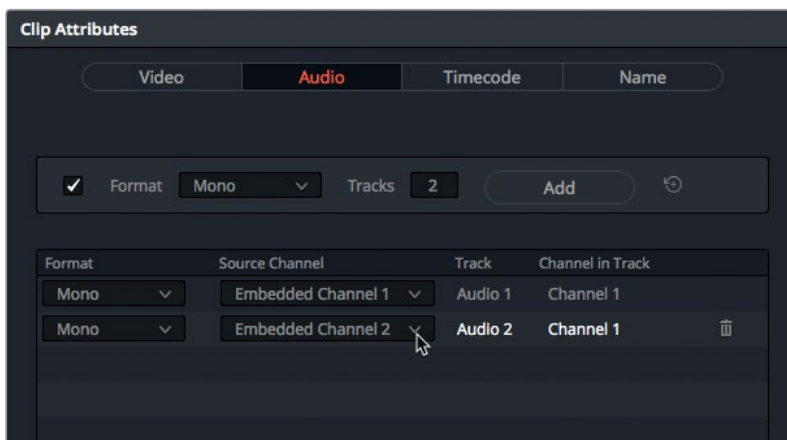 Clip Attributes
Video Audio Timecode Name
Format Mono Tracks 2 Add
Format Source Channel Track Channel in Track
Mono Embedded Channel 1 Audio 1 Channel 1
Mono Embedded Channel 2 Audio 2 Channel 1